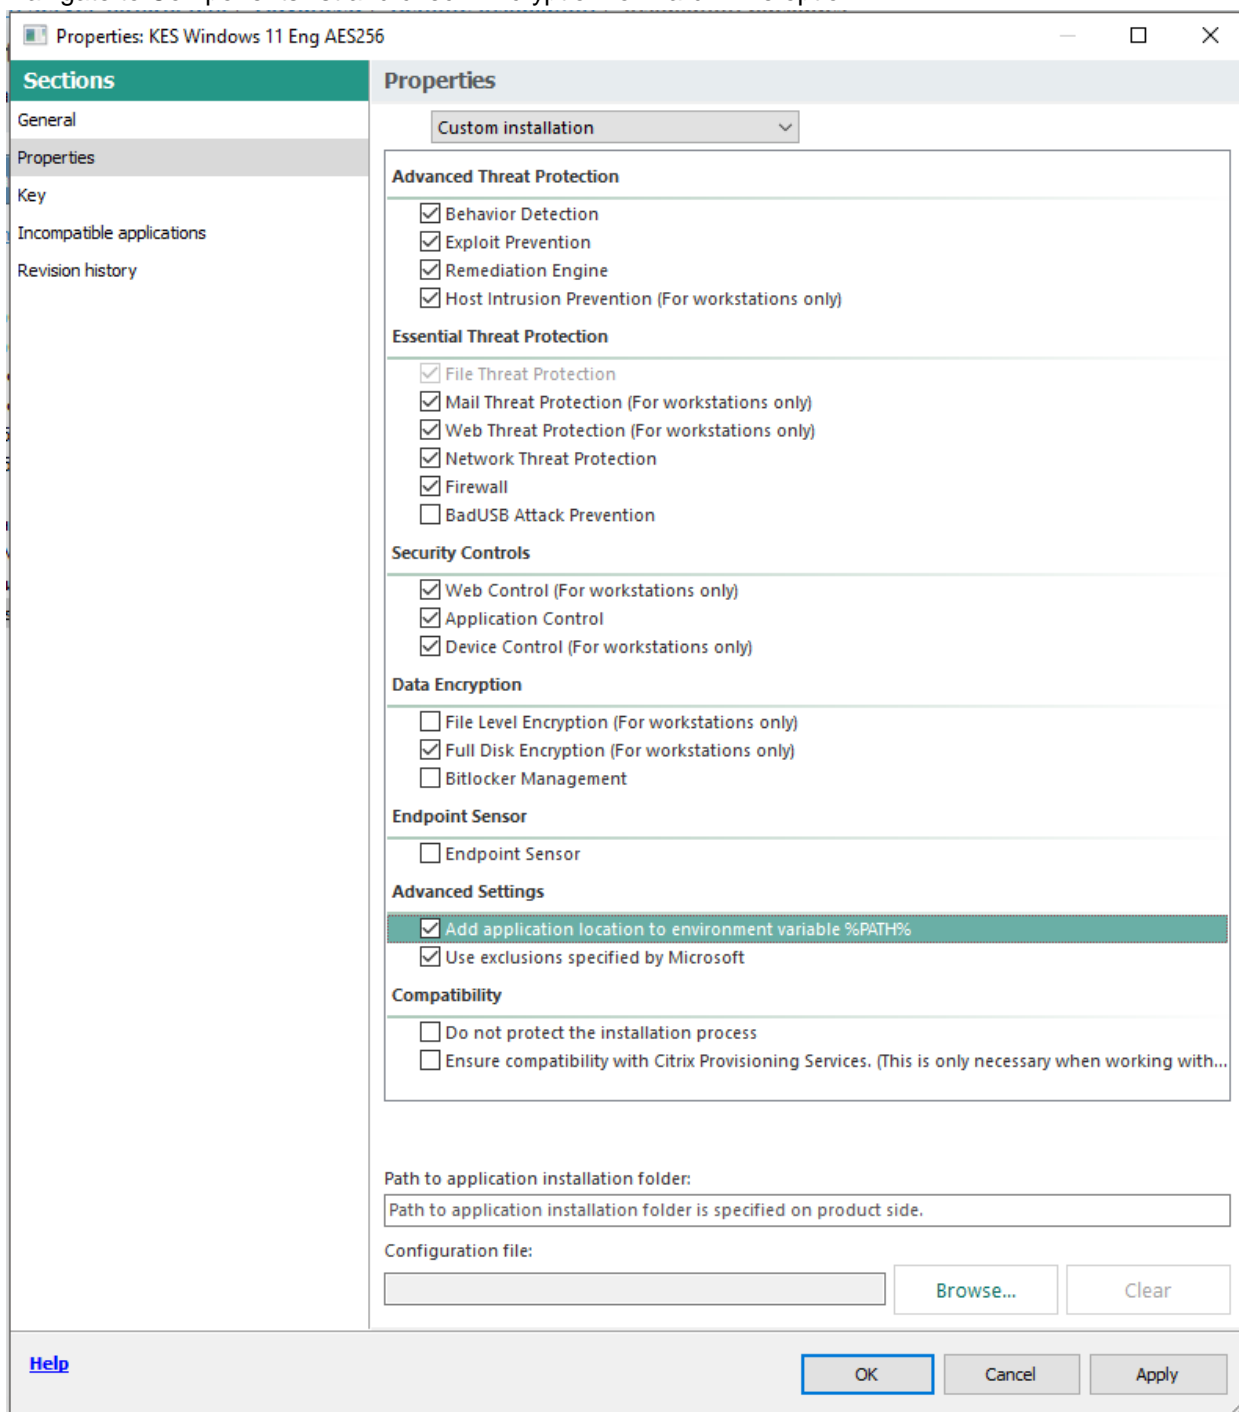 Properties: KES Windows 11 Eng AES256
Sections
General
Properties
Key
Incompatible applications
Revision history
Properties
Custom installation
Advanced Threat Protection
Behavior Detection
Exploit Prevention
Remediation Engine
Host Intrusion Prevention (For workstations only)
Essential Threat Protection
File Threat Protection
Mail Threat Protection (For workstations only)
Web Threat Protection (For workstations only)
Network Threat Protection
Firewall
BadUSB Attack Prevention
Security Controls
Web Control (For workstations only)
Application Control
Device Control (For workstations only)
Data Encryption
File Level Encryption (For workstations only)
Full Disk Encryption (For workstations only)
Bitlocker Management
Endpoint Sensor
Endpoint Sensor
Advanced Settings
Add application location to environment variable %PATH%
Use exclusions specified by Microsoft
Compatibility
Do not protect the installation process
Ensure compatibility with Citrix Provisioning Services. (This is only necessary when working with...
Path to application installation folder:
Path to application installation folder is specified on product side.
Configuration file:
Browse...
Clear
Help
OK
Cancel
Apply